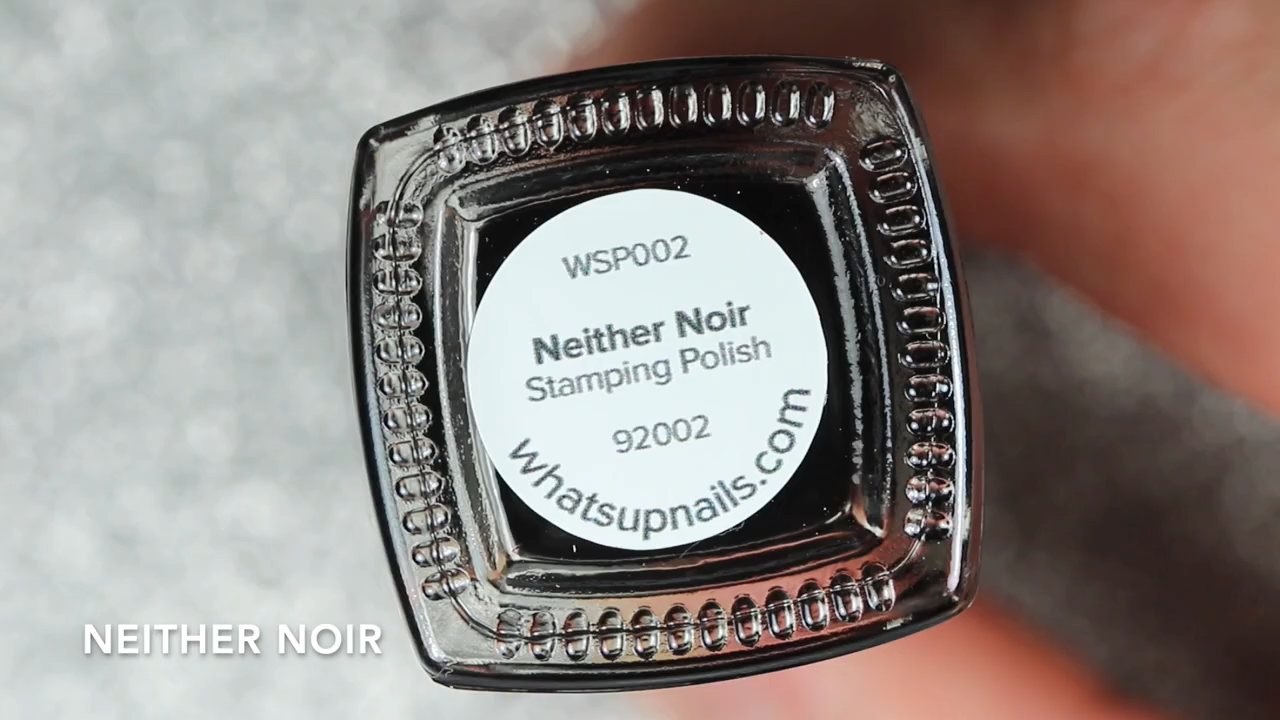 WSP002
Neither Noir
Stamping Polish
92002
whatsupnails.com
NEITHER NOIR